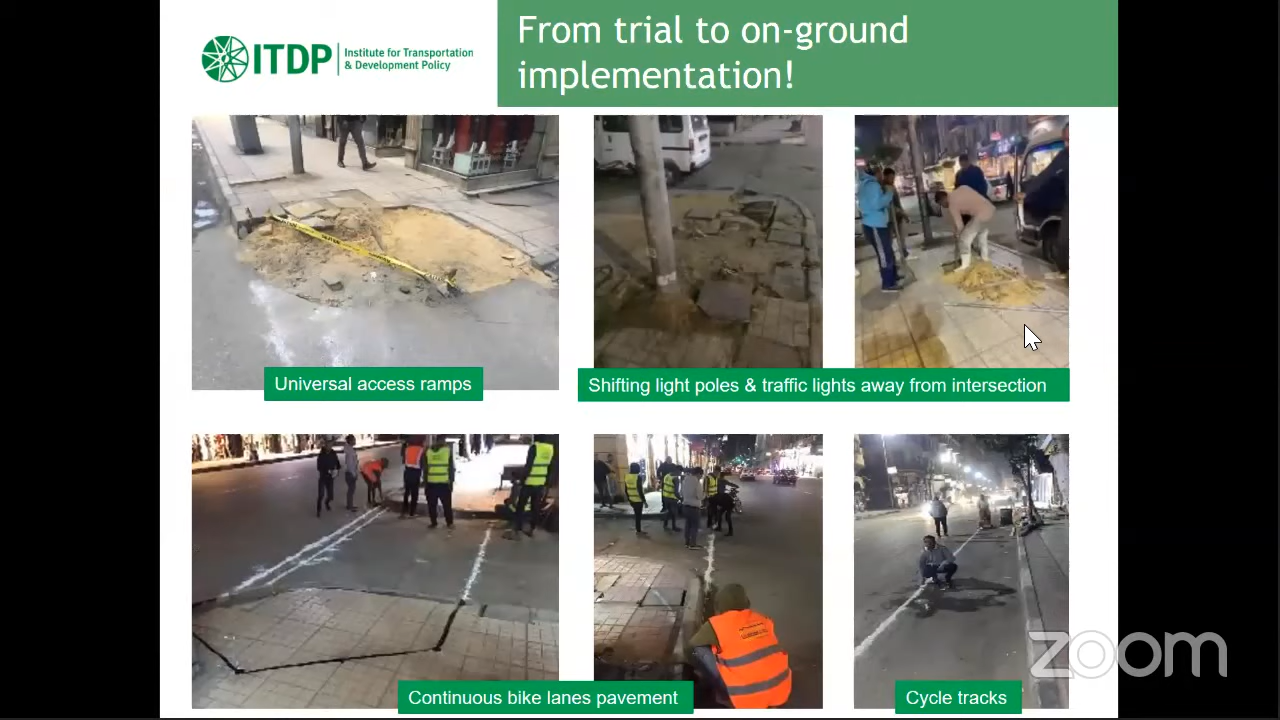 ITDP
Institute for Transportation
& Development Policy
From trial to on-ground
implementation!
Universal access ramps
Shifting light poles & traffic lights away from intersection
Continuous bike lanes pavement
Cycle tracks
zoom